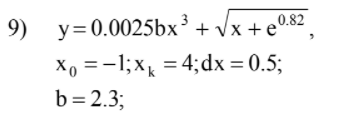 9) y = 0.0025bx³ + √(x + e^0.82) ,
x₀ = −1; xₖ = 4; dx = 0.5;
b = 2.3;